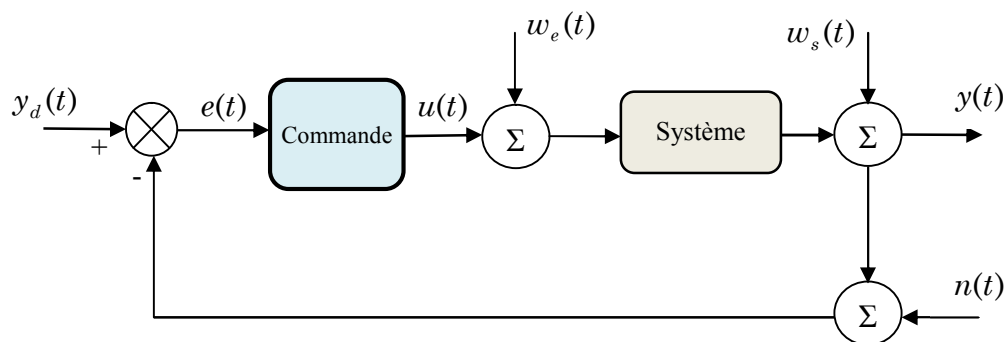 w_e(t)
w_s(t)
y_d(t)
e(t)
u(t)
y(t)
+
-
Commande
Σ
Système
Σ
Σ
n(t)